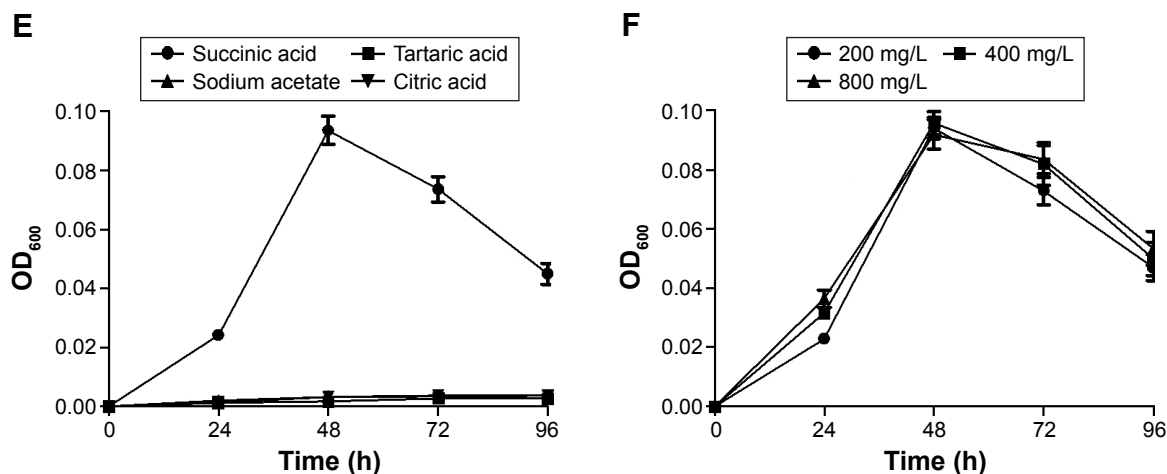 E
Succinic acid Tartaric acid
Sodium acetate Citric acid
0.10
0.08
0.06
0.04
0.02
0.00
OD600
0 24 48 72 96
Time (h)
F
200 mg/L 400 mg/L
800 mg/L
0.10
0.08
0.06
0.04
0.02
0.00
OD600
0 24 48 72 96
Time (h)